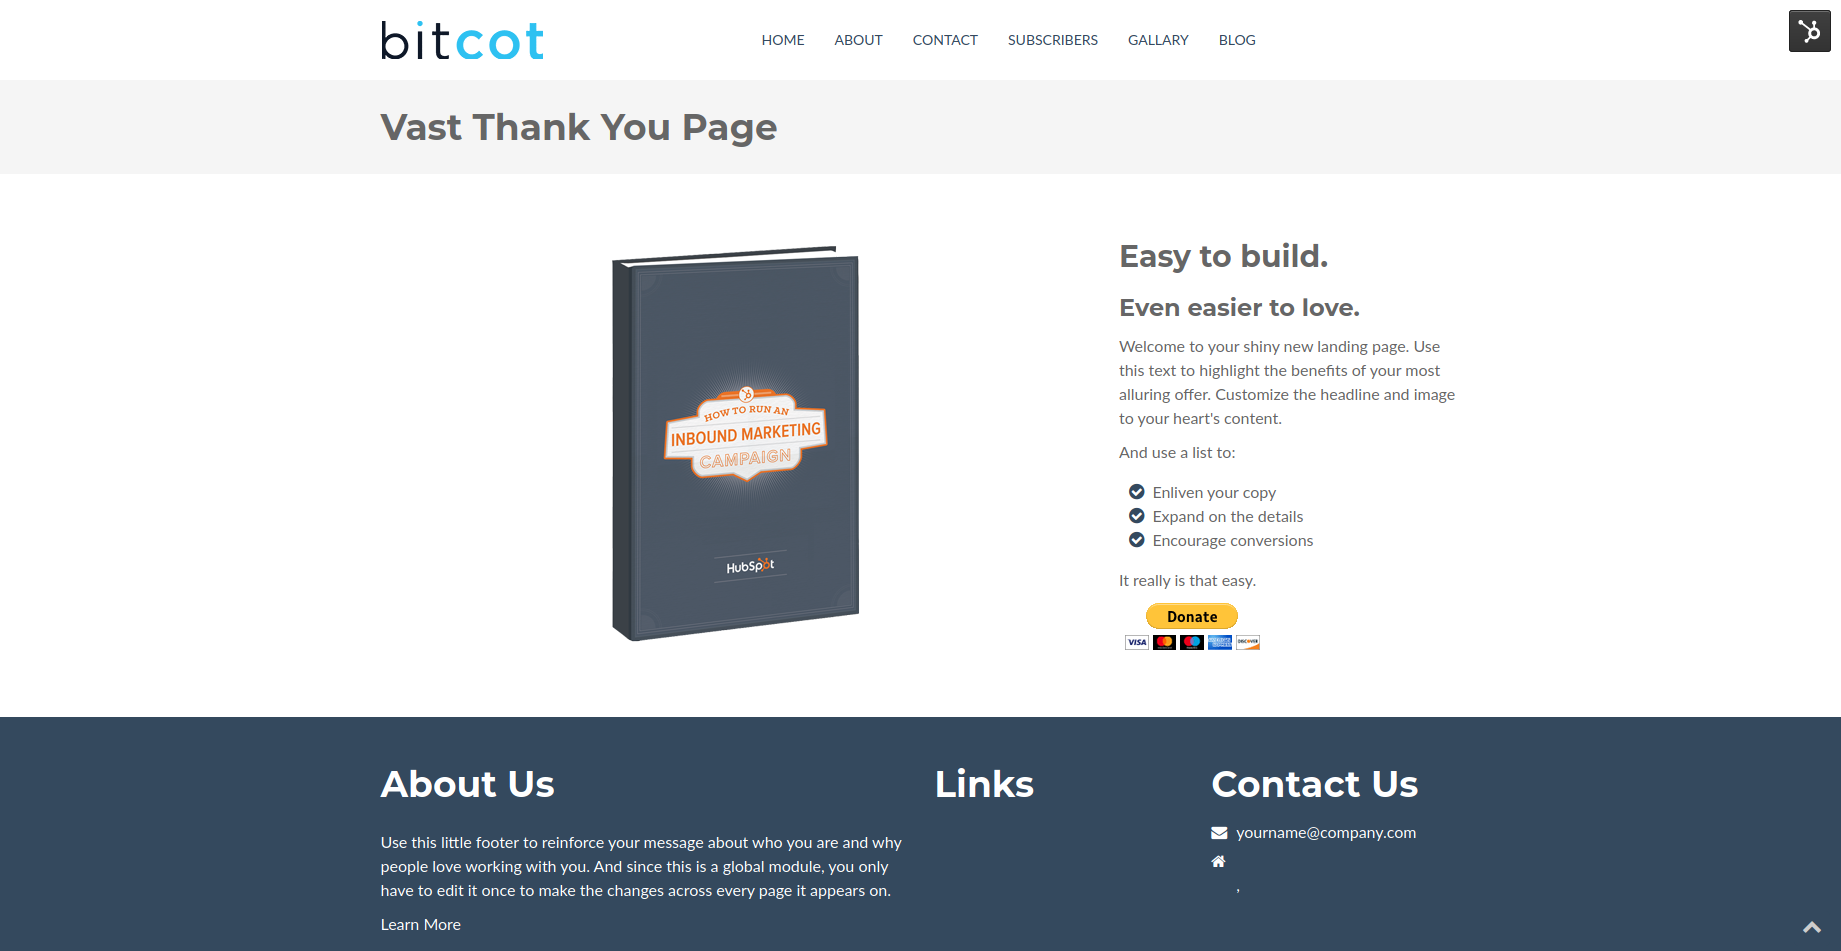 bitcot
HOME ABOUT CONTACT SUBSCRIBERS GALLARY BLOG
Vast Thank You Page
HOW TO RUN AN
INBOUND MARKETING
CAMPAIGN
HubSpot
Easy to build.
Even easier to love.
Welcome to your shiny new landing page. Use
this text to highlight the benefits of your most
alluring offer. Customize the headline and image
to your heart's content.
And use a list to:
Enliven your copy
Expand on the details
Encourage conversions
It really is that easy.
Donate
VISA DISCOVER
About Us
Use this little footer to reinforce your message about who you are and why
people love working with you. And since this is a global module, you only
have to edit it once to make the changes across every page it appears on.
Learn More
Links
Contact Us
yourname@company.com
,